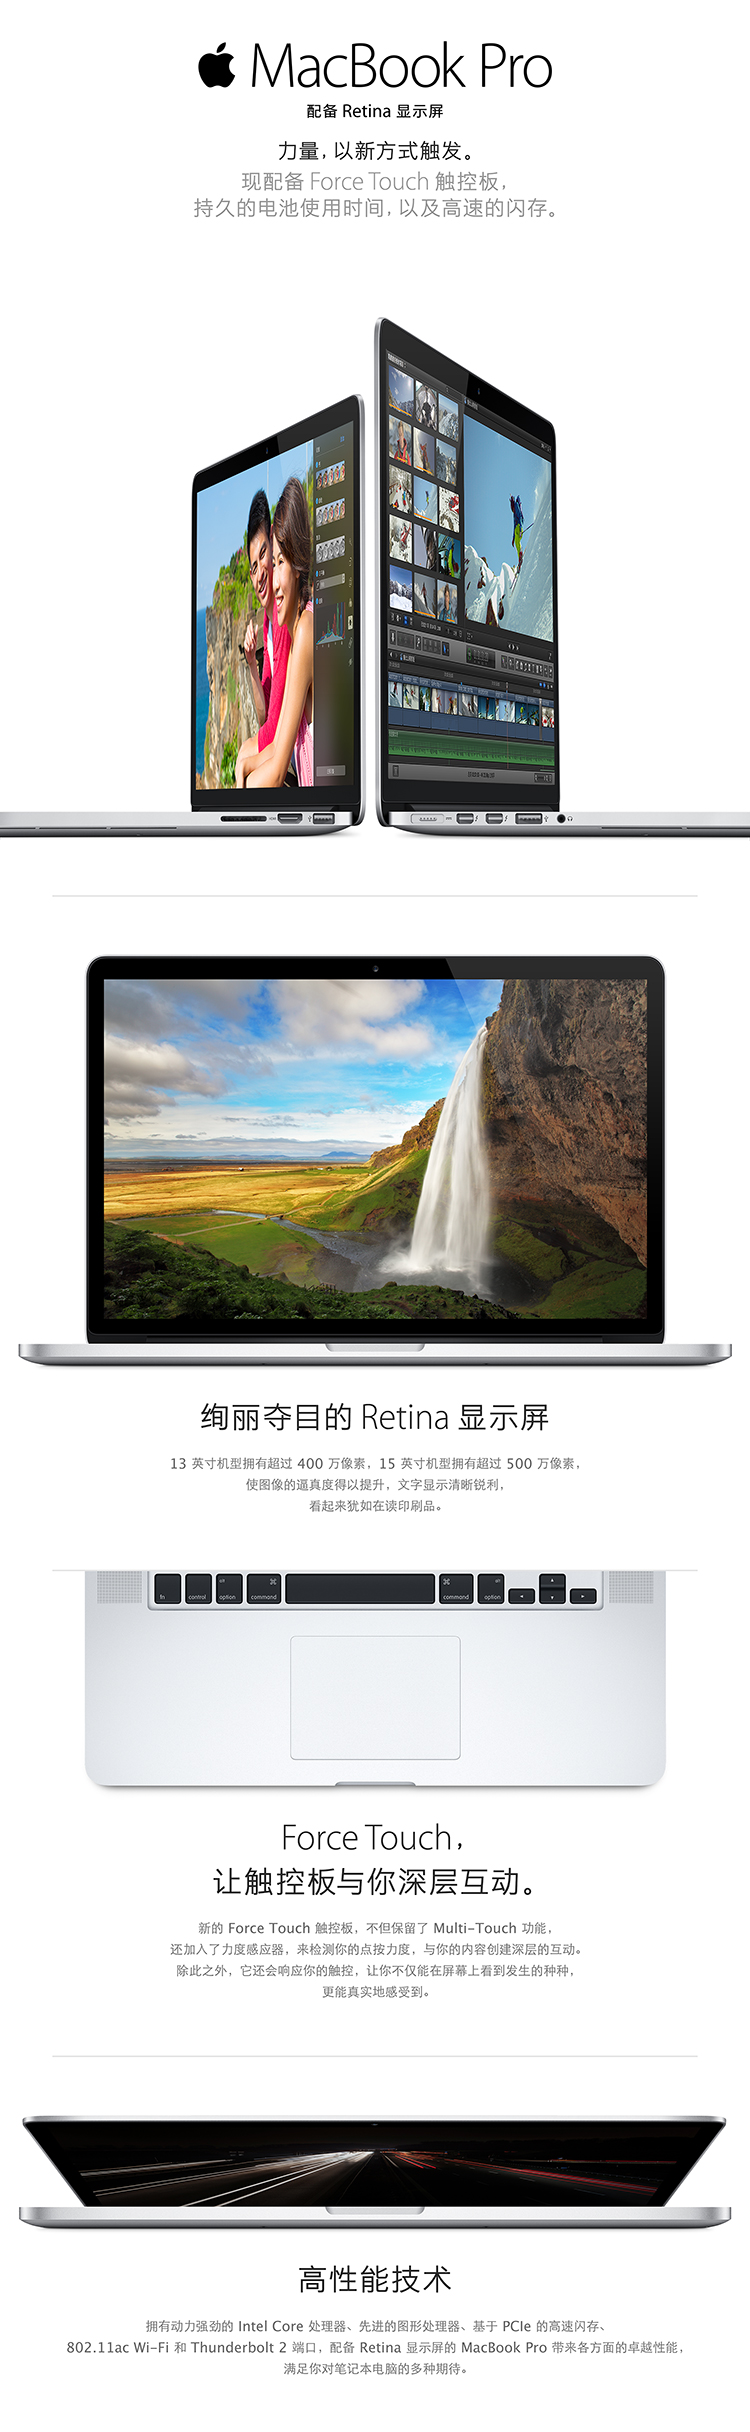 MacBook Pro
配备 Retina 显示屏
力量，以新方式触发。
现配备 Force Touch 触控板，
持久的电池使用时间，以及高速的闪存。
绚丽夺目的 Retina 显示屏
13 英寸机型拥有超过 400 万像素，15 英寸机型拥有超过 500 万像素，
使图像的逼真度得以提升，文字显示清晰锐利，
看起来犹如在读印刷品。
fn control alt option ⌘ command ⌘ command alt option
Force Touch，
让触控板与你深层互动。
新的 Force Touch 触控板，不但保留了 Multi-Touch 功能，
还加入了力度感应器，来检测你的点按力度，与你的内容创建深层的互动。
除此之外，它还会响应你的触控，让你不仅能在屏幕上看到发生的种种，
更能真实地感受到。
高性能技术
拥有动力强劲的 Intel Core 处理器、先进的图形处理器、基于 PCIe 的高速闪存、
802.11ac Wi-Fi 和 Thunderbolt 2 端口，配备 Retina 显示屏的 MacBook Pro 带来各方面的卓越性能，
满足你对笔记本电脑的多种期待。